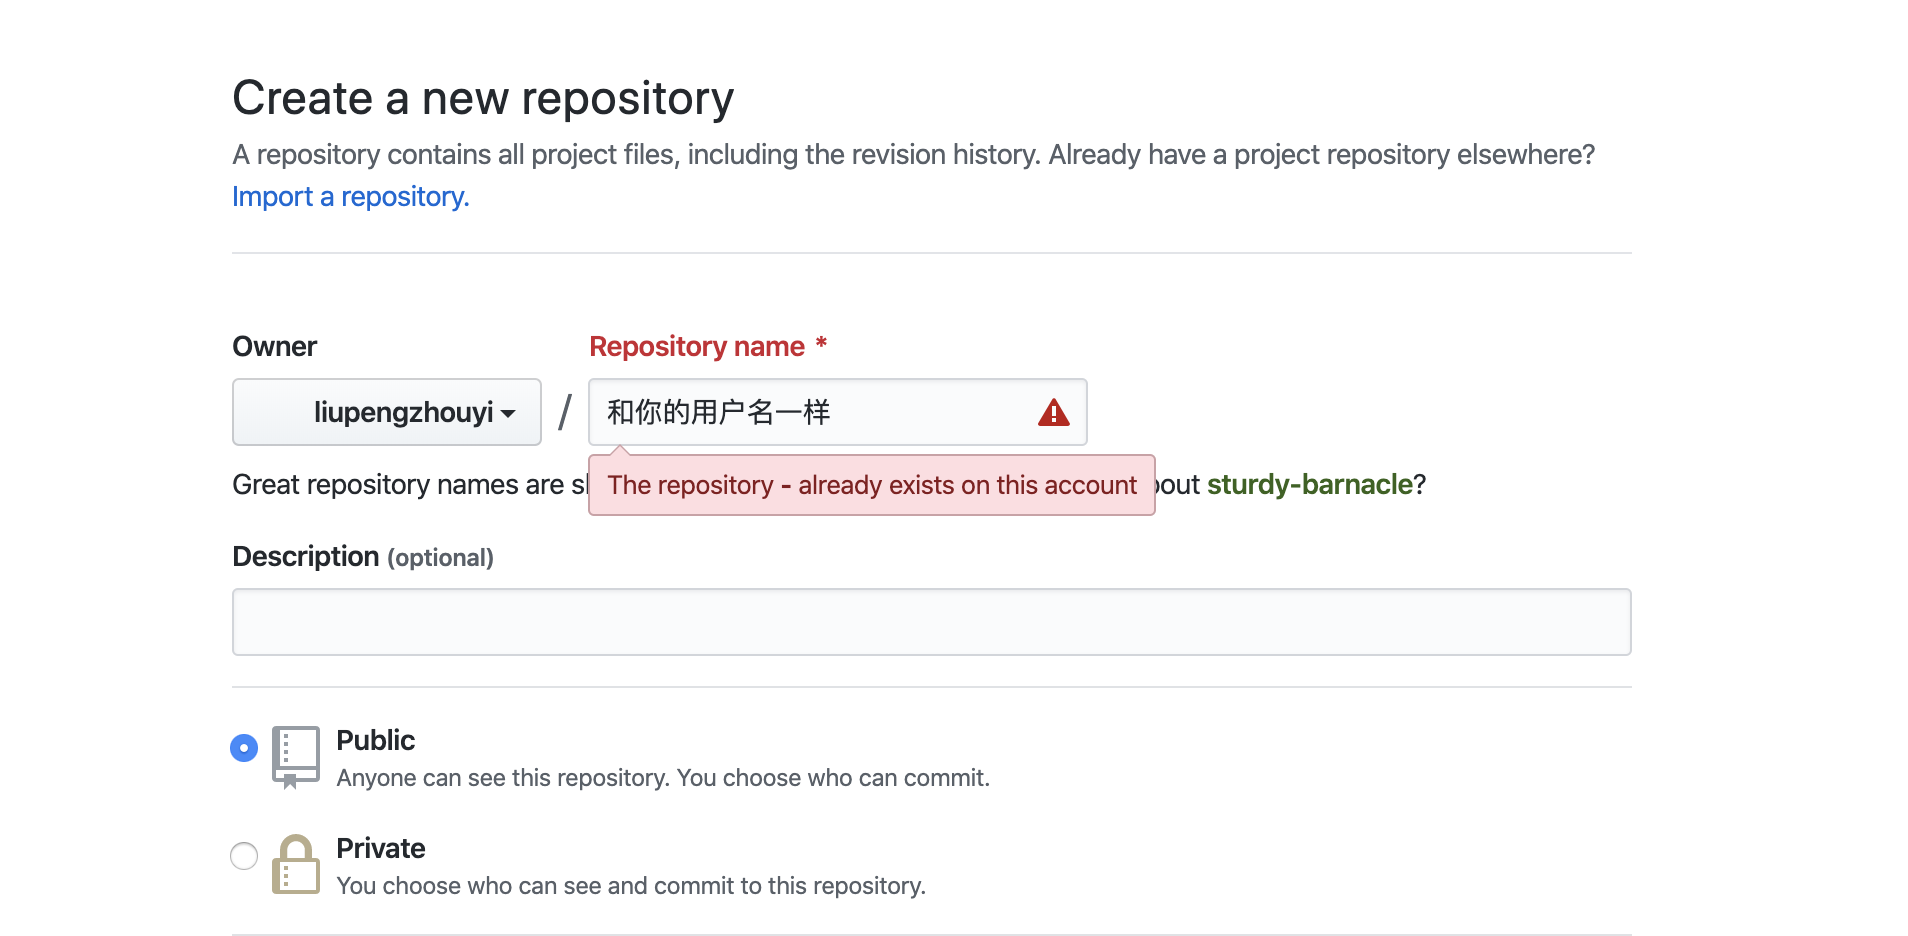 Create a new repository
A repository contains all project files, including the revision history. Already have a project repository elsewhere?
Import a repository.
Owner
Repository name *
liupengzhouyi
/
和你的用户名一样
Great repository names are
The repository - already exists on this account
sturdy-barnacle?
Description (optional)
Public
Anyone can see this repository. You choose who can commit.
Private
You choose who can see and commit to this repository.